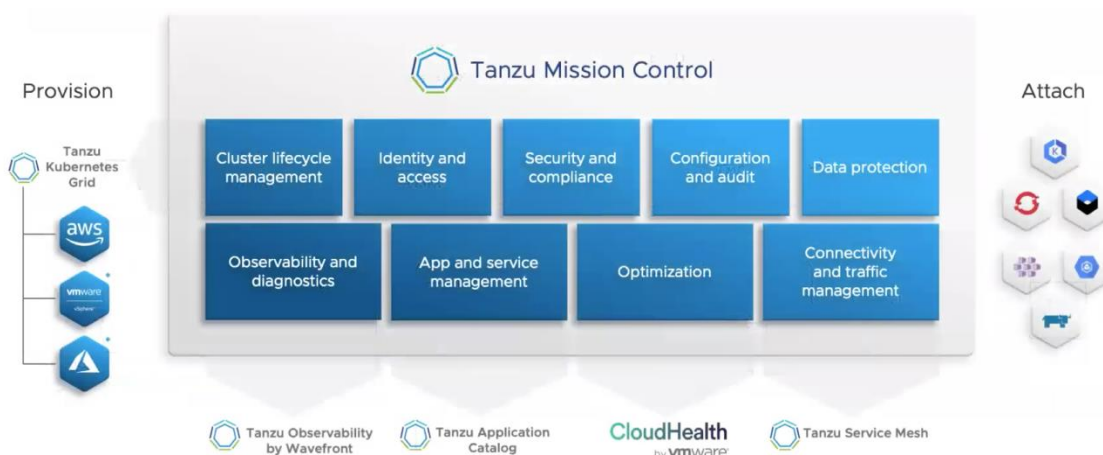 Tanzu Mission Control
Provision
Attach
Tanzu
Kubernetes
Grid
aws
vmware
vSphere
Cluster lifecycle
management
Identity and
access
Security and
compliance
Configuration
and audit
Data protection
Observability and
diagnostics
App and service
management
Optimization
Connectivity
and traffic
management
K
Tanzu Observability
by Wavefront
Tanzu Application
Catalog
CloudHealth
by vmware
Tanzu Service Mesh